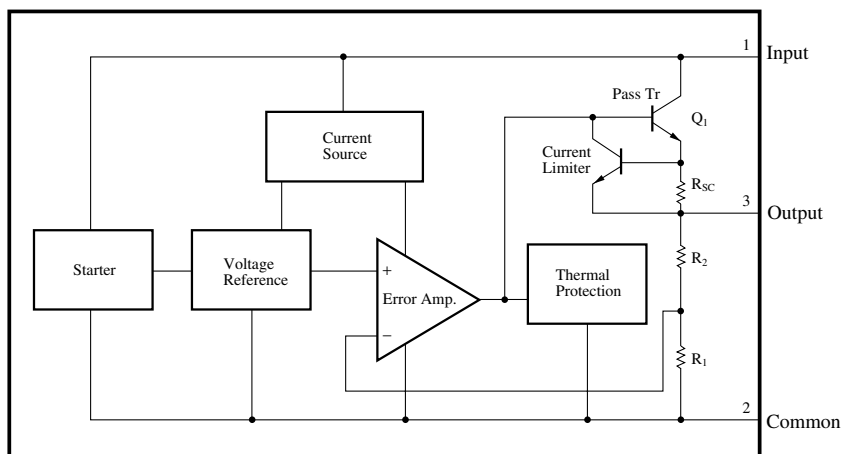 1
Input
Pass Tr
Q1
Current
Source
Current
Limiter
RSC
3
Output
Starter
Voltage
Reference
+
Error Amp.
−
Thermal
Protection
R2
R1
2
Common